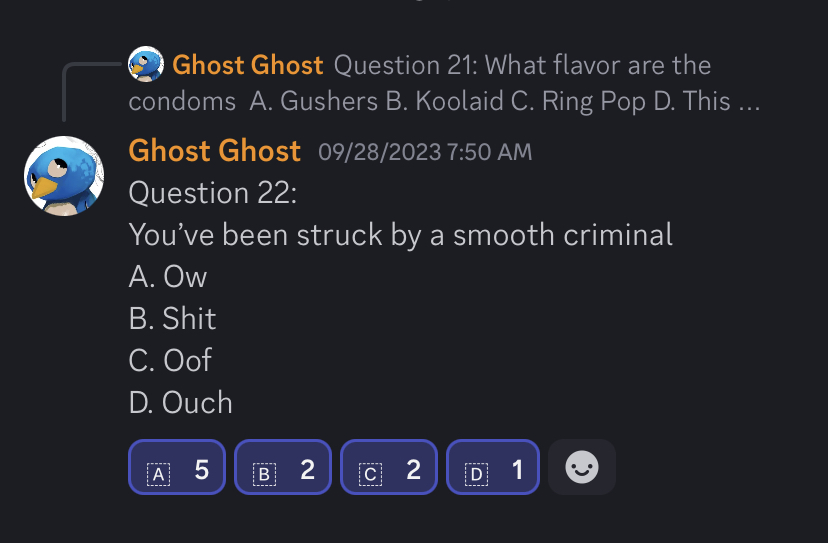 Ghost Ghost Question 21: What flavor are the
condoms A. Gushers B. Koolaid C. Ring Pop D. This ...
Ghost Ghost 09/28/2023 7:50 AM
Question 22:
You’ve been struck by a smooth criminal
A. Ow
B. Shit
C. Oof
D. Ouch
A 5 B 2 C 2 D 1